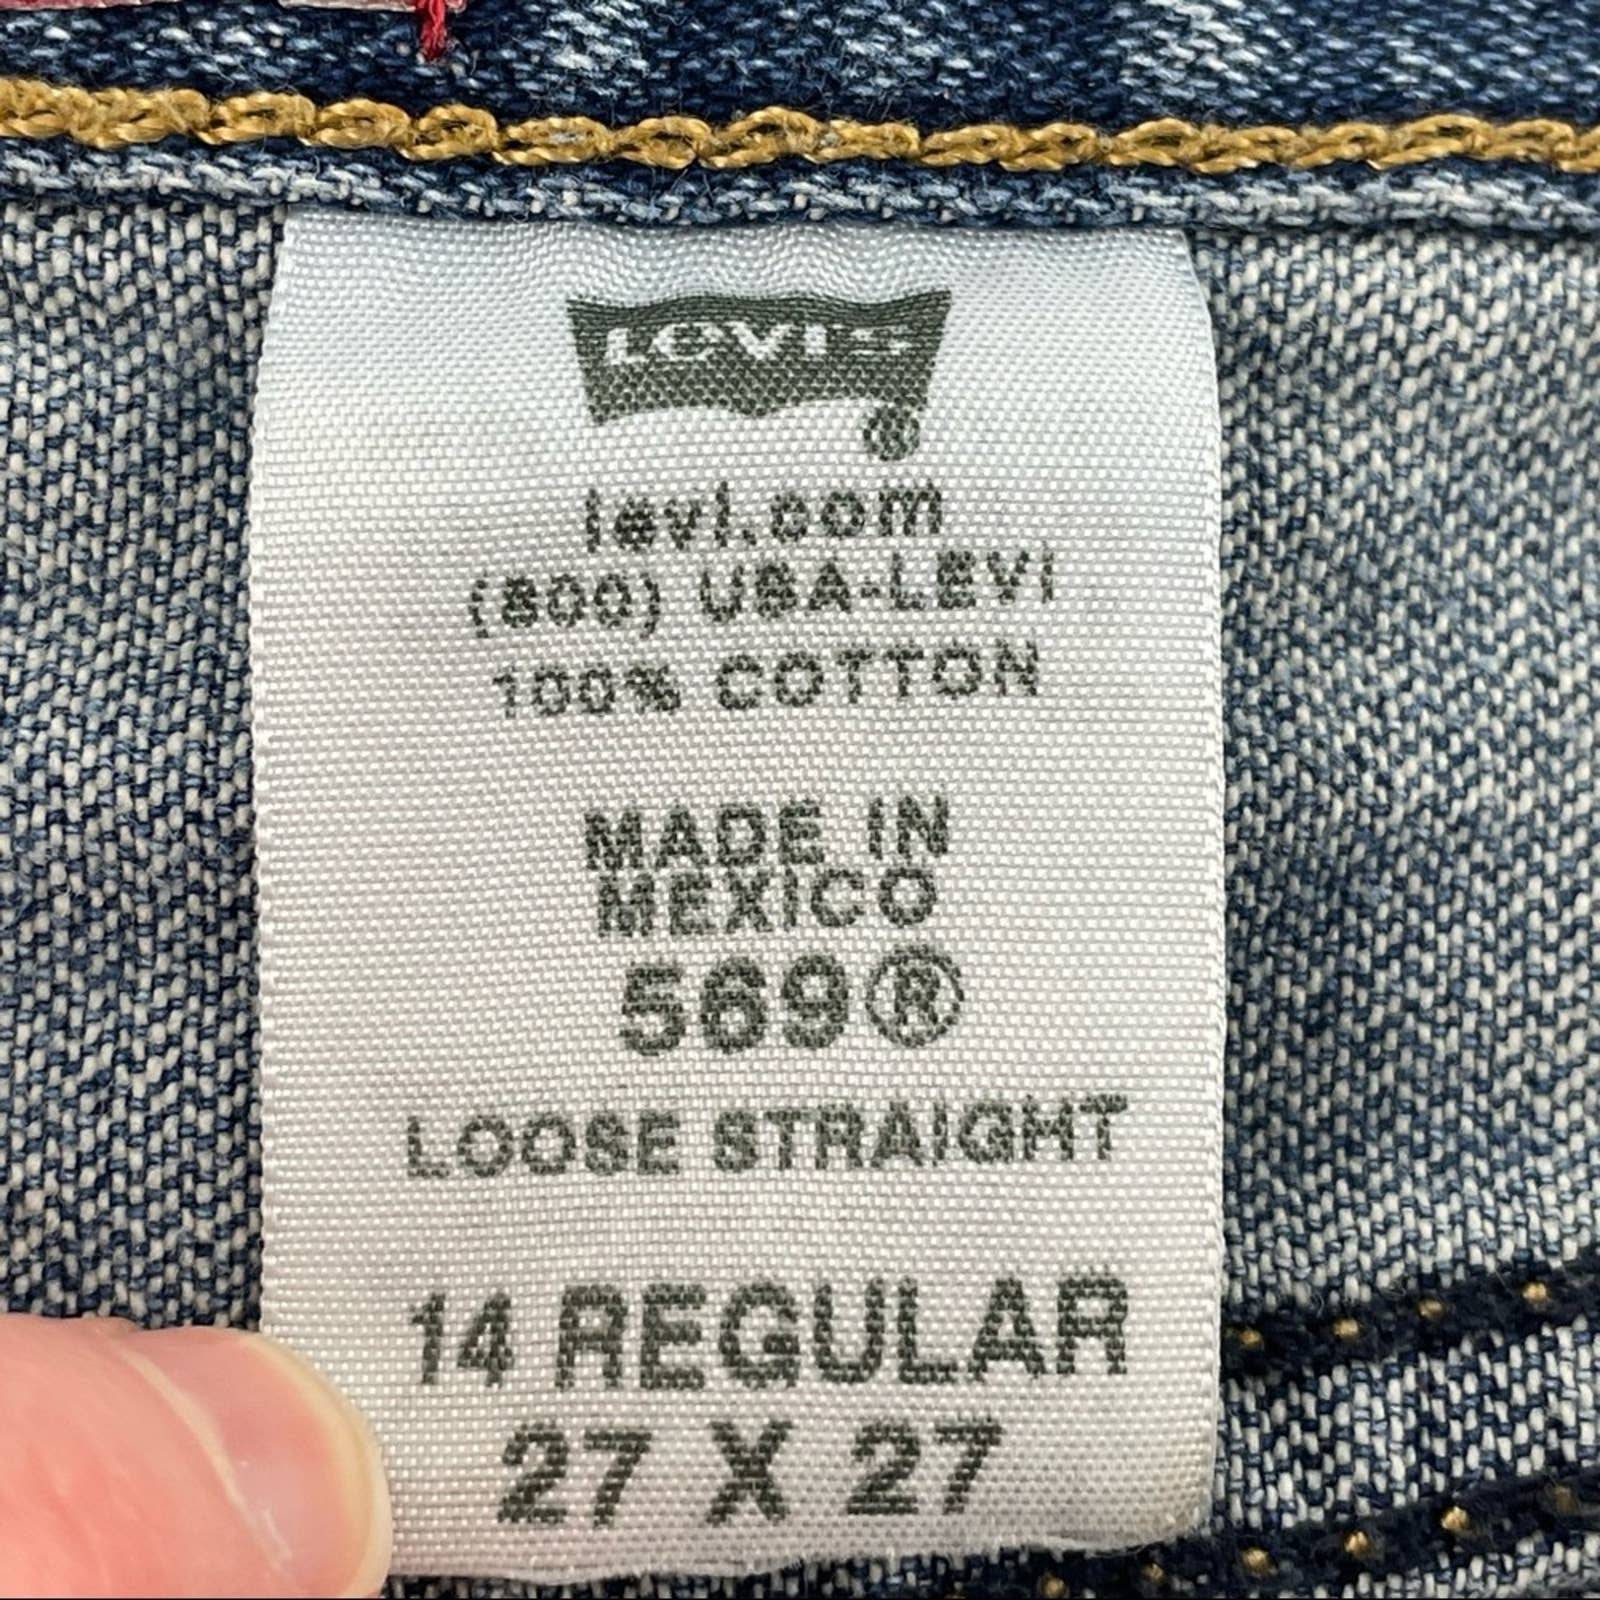 LEVI'S
®
levi.com
(800) USA-LEVI
100% COTTON
MADE IN
MEXICO
569®
LOOSE STRAIGHT
14 REGULAR
27 X 27